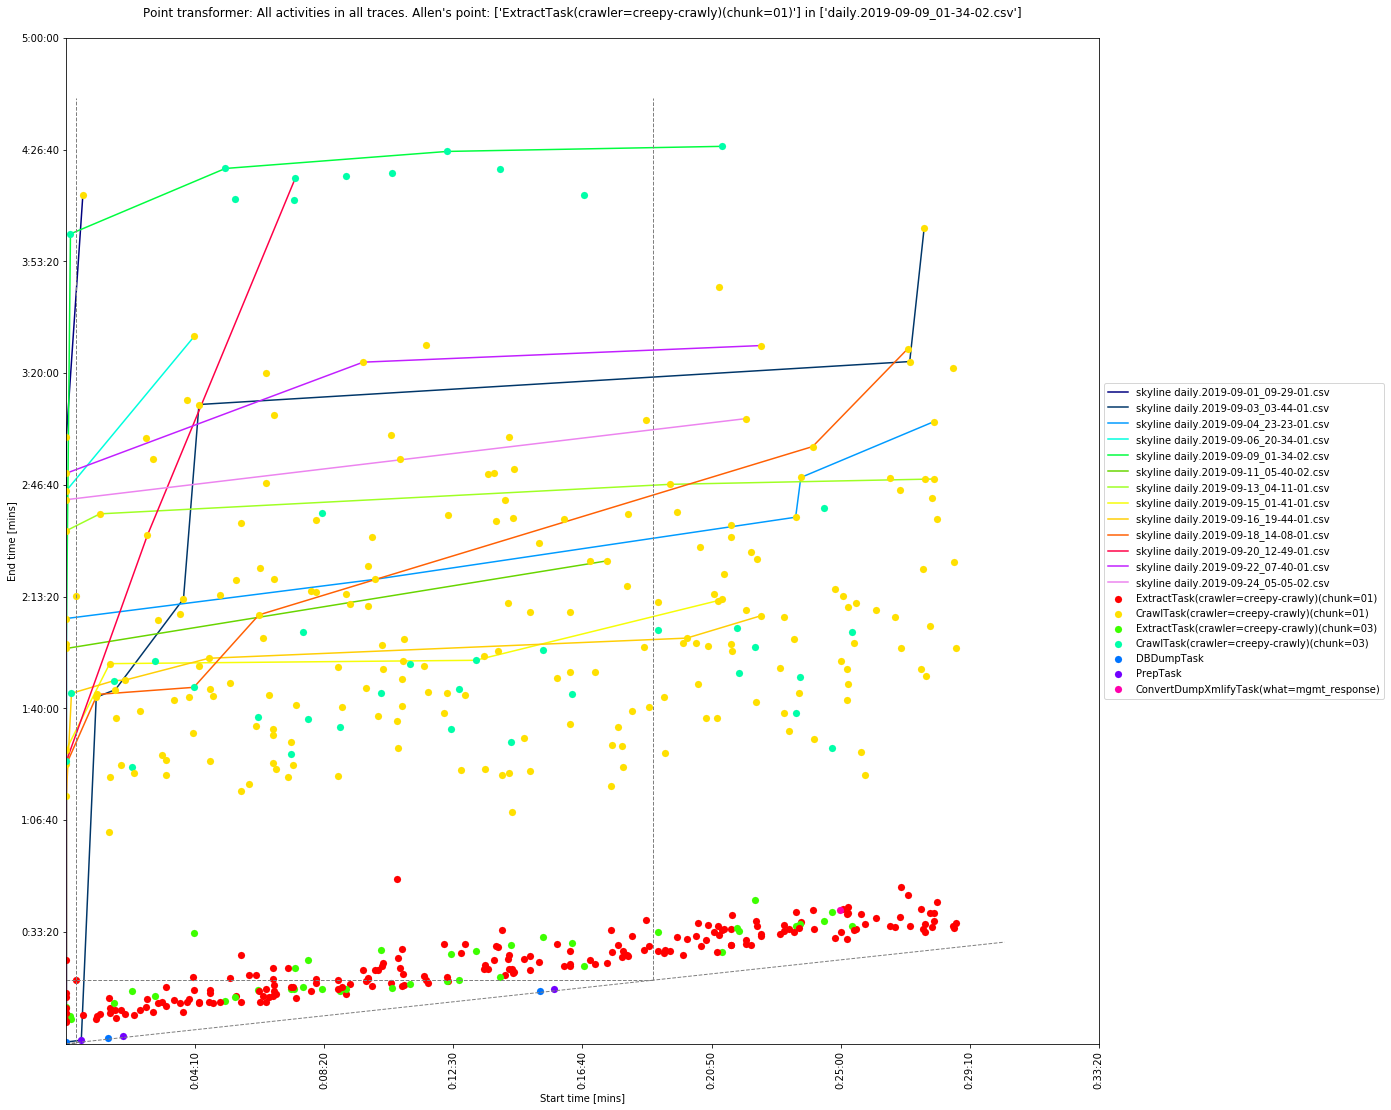 Point transformer: All activities in all traces. Allen's point: ['ExtractTask(crawler=creepy-crawly)(chunk=01)'] in ['daily.2019-09-09_01-34-02.csv']
5:00:00
4:26:40
3:53:20
3:20:00
2:46:40
2:13:20
1:40:00
1:06:40
0:33:20
End time [mins]
0:04:10
0:08:20
0:12:30
0:16:40
0:20:50
0:25:00
0:29:10
0:33:20
Start time [mins]
skyline daily.2019-09-01_09-29-01.csv
skyline daily.2019-09-03_03-44-01.csv
skyline daily.2019-09-04_23-23-01.csv
skyline daily.2019-09-06_20-34-01.csv
skyline daily.2019-09-09_01-34-02.csv
skyline daily.2019-09-11_05-40-02.csv
skyline daily.2019-09-13_04-11-01.csv
skyline daily.2019-09-15_01-41-01.csv
skyline daily.2019-09-16_19-44-01.csv
skyline daily.2019-09-18_14-08-01.csv
skyline daily.2019-09-20_12-49-01.csv
skyline daily.2019-09-22_07-40-01.csv
skyline daily.2019-09-24_05-05-02.csv
ExtractTask(crawler=creepy-crawly)(chunk=01)
CrawlTask(crawler=creepy-crawly)(chunk=01)
ExtractTask(crawler=creepy-crawly)(chunk=03)
CrawlTask(crawler=creepy-crawly)(chunk=03)
DBDumpTask
PrepTask
ConvertDumpXmlifyTask(what=mgmt_response)